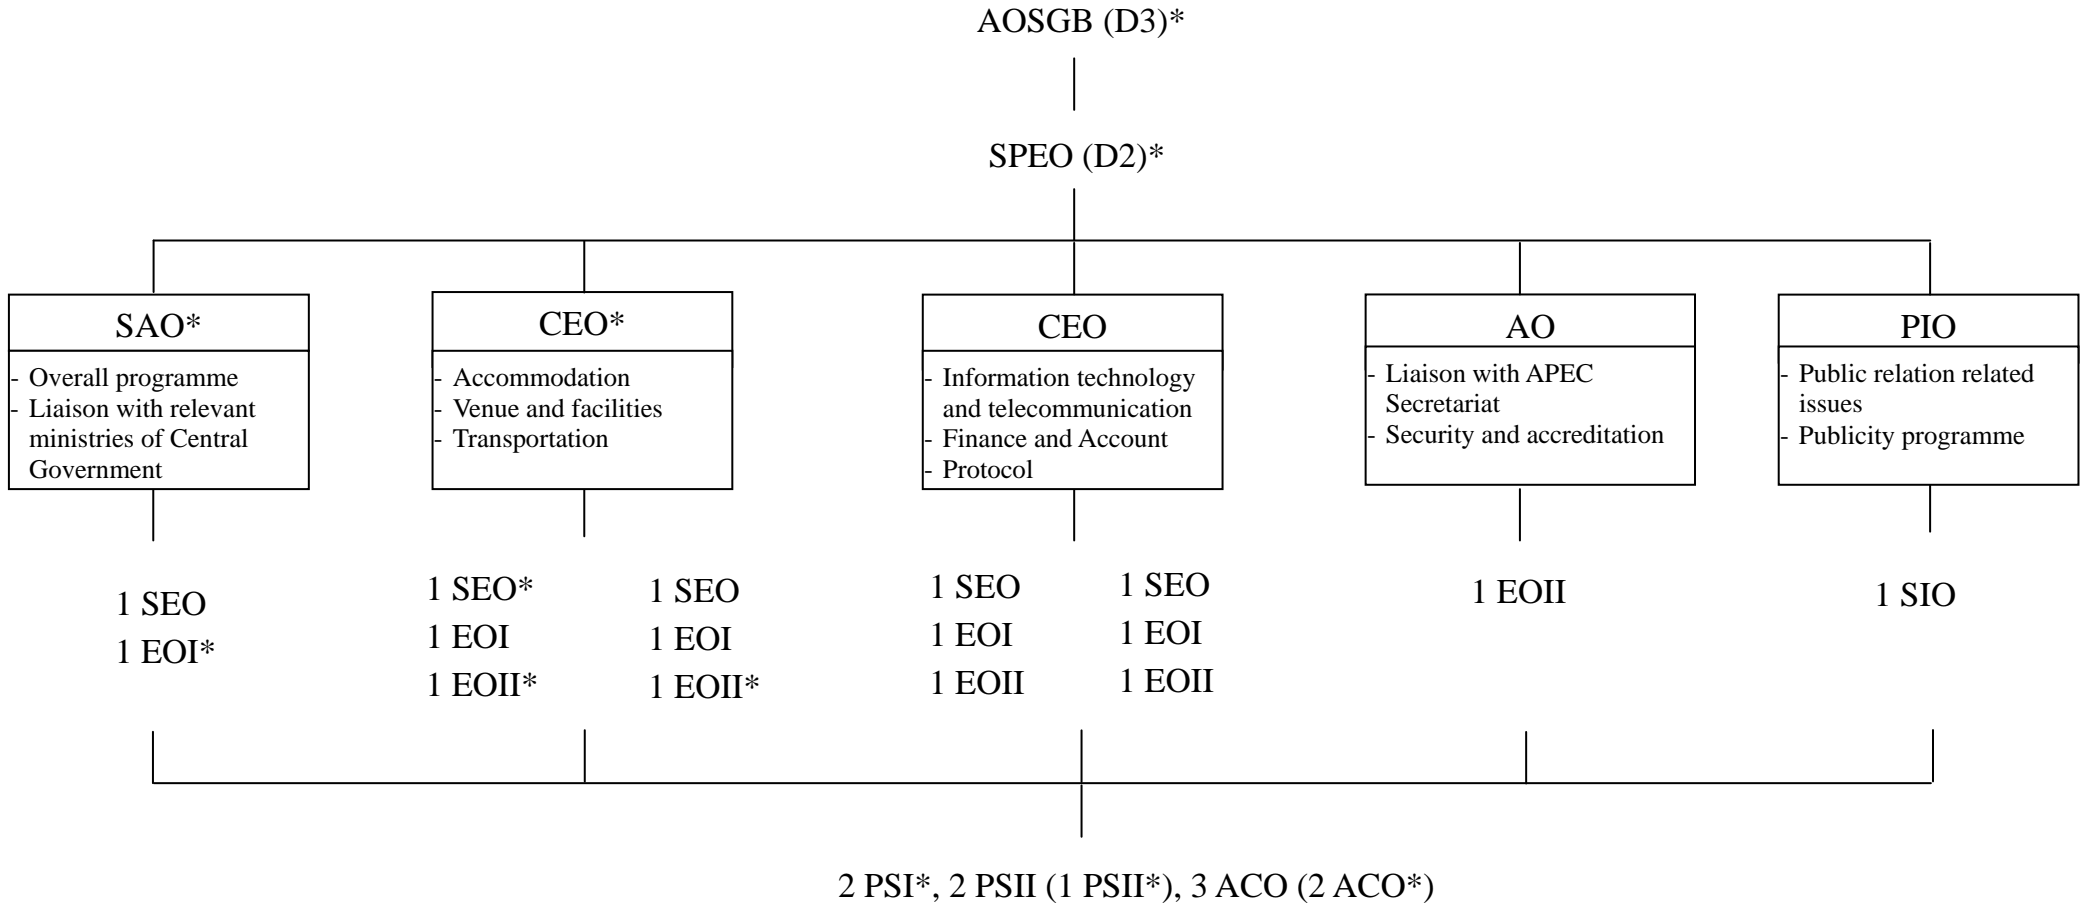 AOSGB (D3)*
SPEO (D2)*
SAO*
- Overall programme
- Liaison with relevant
ministries of Central
Government
CEO*
- Accommodation
- Venue and facilities
- Transportation
CEO
- Information technology
and telecommunication
- Finance and Account
- Protocol
AO
- Liaison with APEC
Secretariat
- Security and accreditation
PIO
- Public relation related
issues
- Publicity programme
1 SEO
1 EOI*
1 SEO*
1 EOI
1 EOII*
1 SEO
1 EOI
1 EOII*
1 SEO
1 EOI
1 EOII
1 SEO
1 EOI
1 EOII
1 EOII
1 SIO
2 PSI*, 2 PSII (1 PSII*), 3 ACO (2 ACO*)